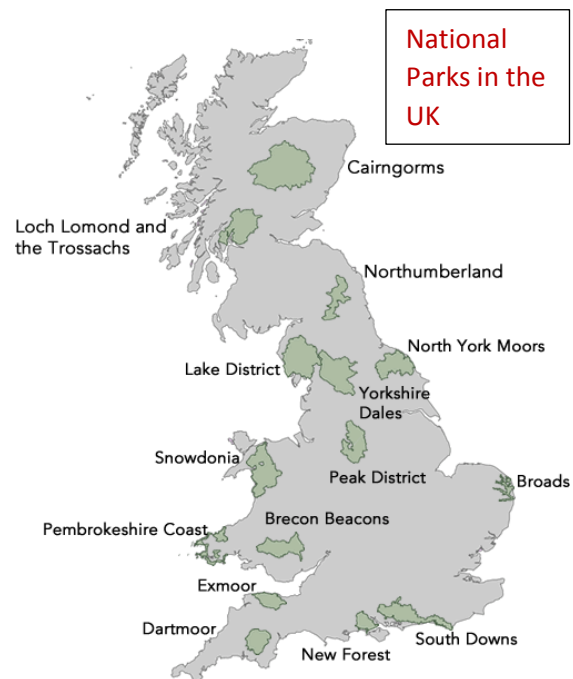 National
Parks in the
UK
Cairngorms
Loch Lomond and
the Trossachs
Northumberland
North York Moors
Lake District
Yorkshire
Dales
Snowdonia
Peak District
Broads
Pembrokeshire Coast
Brecon Beacons
Exmoor
Dartmoor
New Forest
South Downs